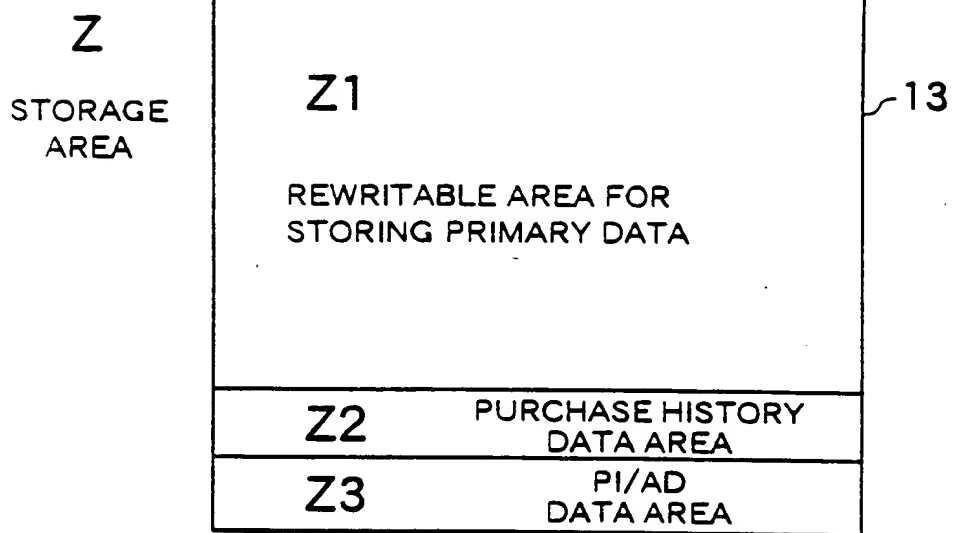 Z
STORAGE
AREA
Z1
13
REWRITABLE AREA FOR
STORING PRIMARY DATA
Z2
PURCHASE HISTORY
DATA AREA
Z3
PI/AD
DATA AREA